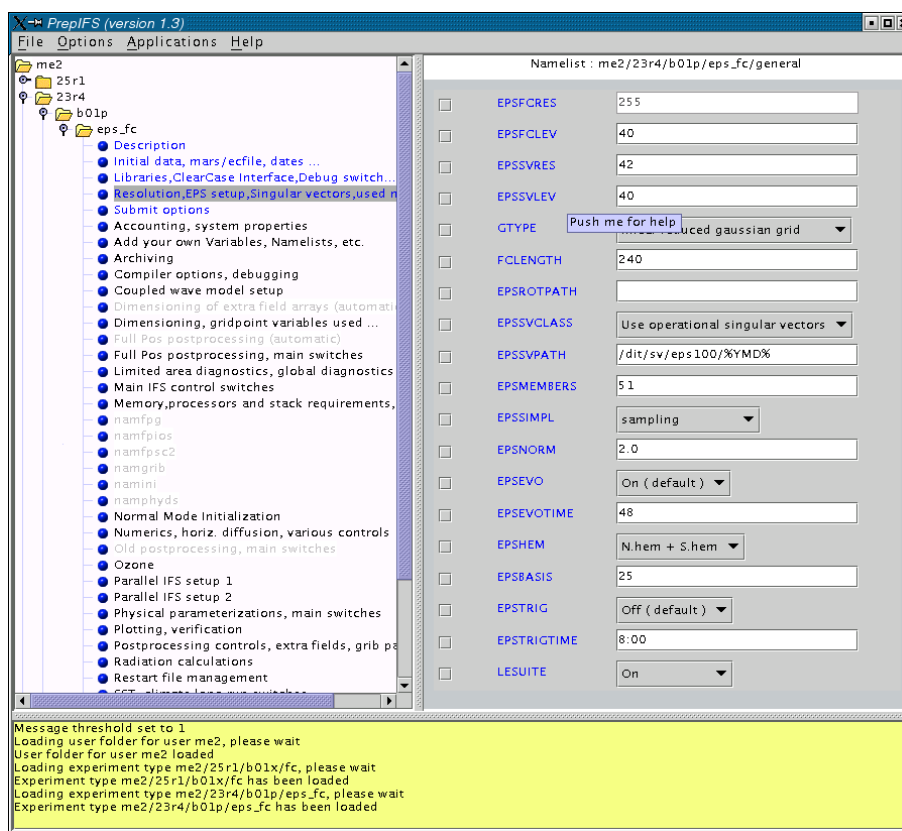 PrepIFS (version 1.3)
File Options Applications Help
me2
25r1
23r4
b01p
eps_fc
Description
Initial data, mars/ecfile, dates ...
Libraries,ClearCase Interface,Debug switch...
Resolution,EPS setup,Singular vectors,used
Submit options
Accounting, system properties
Add your own Variables, Namelists, etc.
Archiving
Compiler options, debugging
Coupled wave model setup
Dimensioning of extra field arrays (automati
Dimensioning, gridpoint variables used ...
Full Pos postprocessing (automatic)
Full Pos postprocessing, main switches
Limited area diagnostics, global diagnostics
Main IFS control switches
Memory,processors and stack requirements,
namfpg
namfpios
namfpsc2
namgrib
namini
namphyds
Normal Mode Initialization
Numerics, horiz. diffusion, various controls
Old postprocessing, main switches
Ozone
Parallel IFS setup 1
Parallel IFS setup 2
Physical parameterizations, main switches
Plotting, verification
Postprocessing controls, extra fields, grib pa
Radiation calculations
Restart file management
Namelist : me2/23r4/b01p/eps_fc/general
EPSFCRES 255
EPSFCLEV 40
EPSSVRES 42
EPSSVLEV 40
Push me for help
GTYPE reduced gaussian grid
FCLENGTH 240
EPSROTPATH
EPSSVCLASS Use operational singular vectors
EPSSVPATH /dit/sv/eps100/%YMD%
EPSMEMBERS 51
EPSSIMPL sampling
EPSNORM 2.0
EPSEVO On ( default )
EPSEVOTIME 48
EPSHEM N.hem + S.hem
EPSBASIS 25
EPSTRIG Off ( default )
EPSTRIGTIME 8:00
LESUITE On
Message threshold set to 1
Loading user folder for user me2, please wait
User folder for user me2 loaded
Loading experiment type me2/25r1/b01x/fc, please wait
Experiment type me2/25r1/b01x/fc has been loaded
Loading experiment type me2/23r4/b01p/eps_fc, please wait
Experiment type me2/23r4/b01p/eps_fc has been loaded